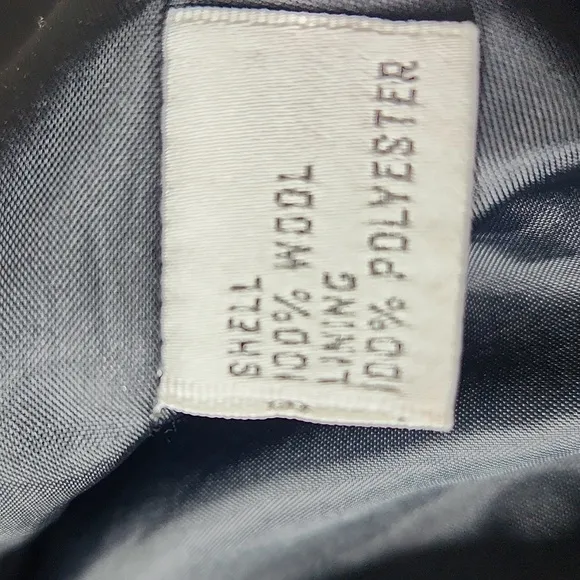 SHELL
100% WOOL
LINING
100% POLYESTER